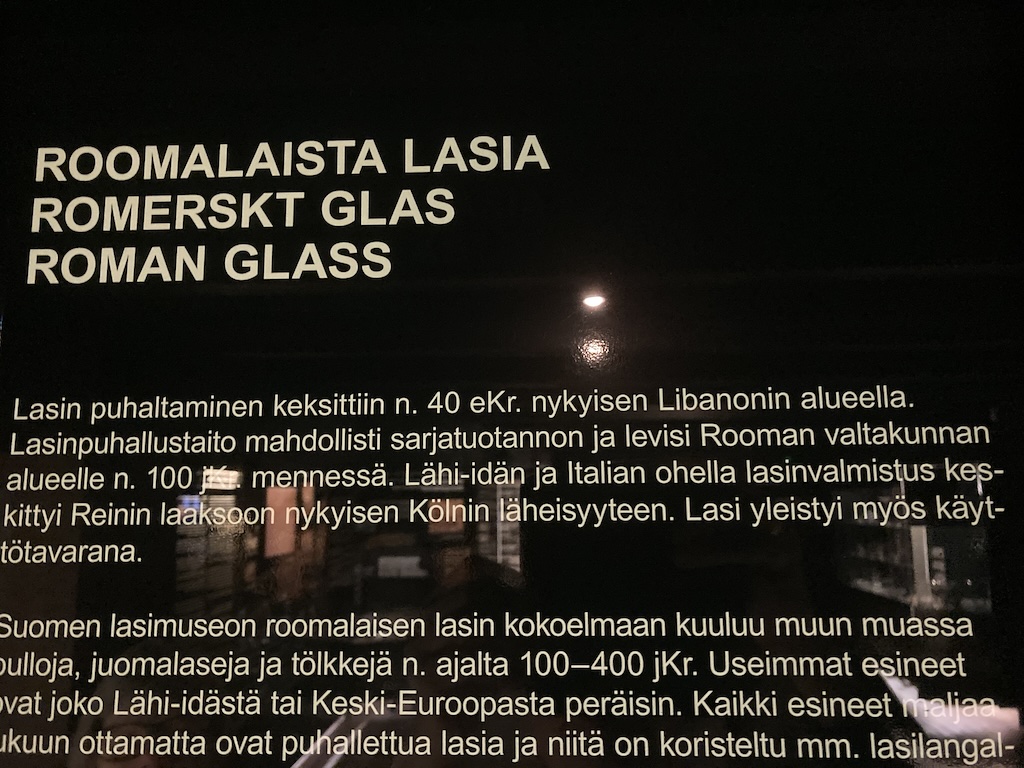 ROOMALAISTA LASIA
ROMERSKT GLAS
ROMAN GLASS
Lasin puhaltaminen keksittiin n. 40 eKr. nykyisen Libanonin alueella.
Lasinpuhallustaito mahdollisti sarjatuotannon ja levisi Rooman valtakunnan
alueelle n. 100 jKr. mennessä. Lähi-idän ja Italian ohella lasinvalmistus kes-
kittyi Reinin laaksoon nykyisen Kölnin läheisyyteen. Lasi yleistyi myös käyt-
tötavarana.
Suomen lasimuseon roomalaisen lasin kokoelmaan kuuluu muun muassa
pulloja, juomalaseja ja tölkkejä n. ajalta 100–400 jKr. Useimmat esineet
ovat joko Lähi-idästä tai Keski-Euroopasta peräisin. Kaikki esineet maljaa
ukuun ottamatta ovat puhallettua lasia ja niitä on koristeltu mm. lasilangal-